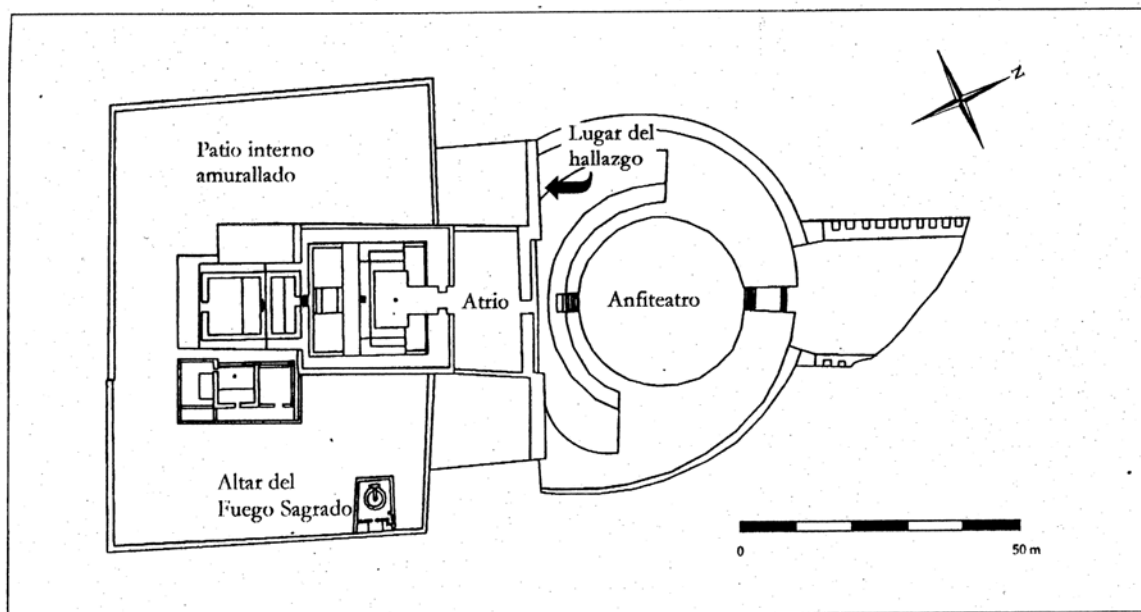 N
Patio interno
amurallado
Lugar del
hallazgo
Atrio
Anfiteatro
Altar del
Fuego Sagrado
0
50 m